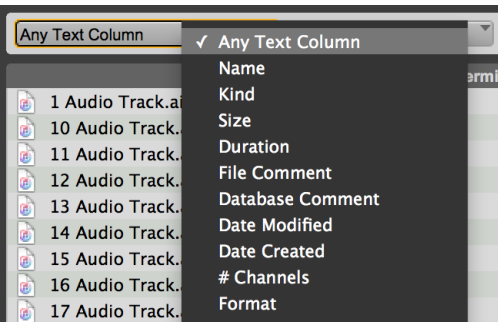 Any Text Column
✓ Any Text Column
Name
Kind
Size
Duration
File Comment
Database Comment
Date Modified
Date Created
# Channels
Format
1 Audio Track.ai
10 Audio Track.
11 Audio Track.
12 Audio Track.
13 Audio Track.
14 Audio Track.
15 Audio Track.
16 Audio Track.
17 Audio Track.